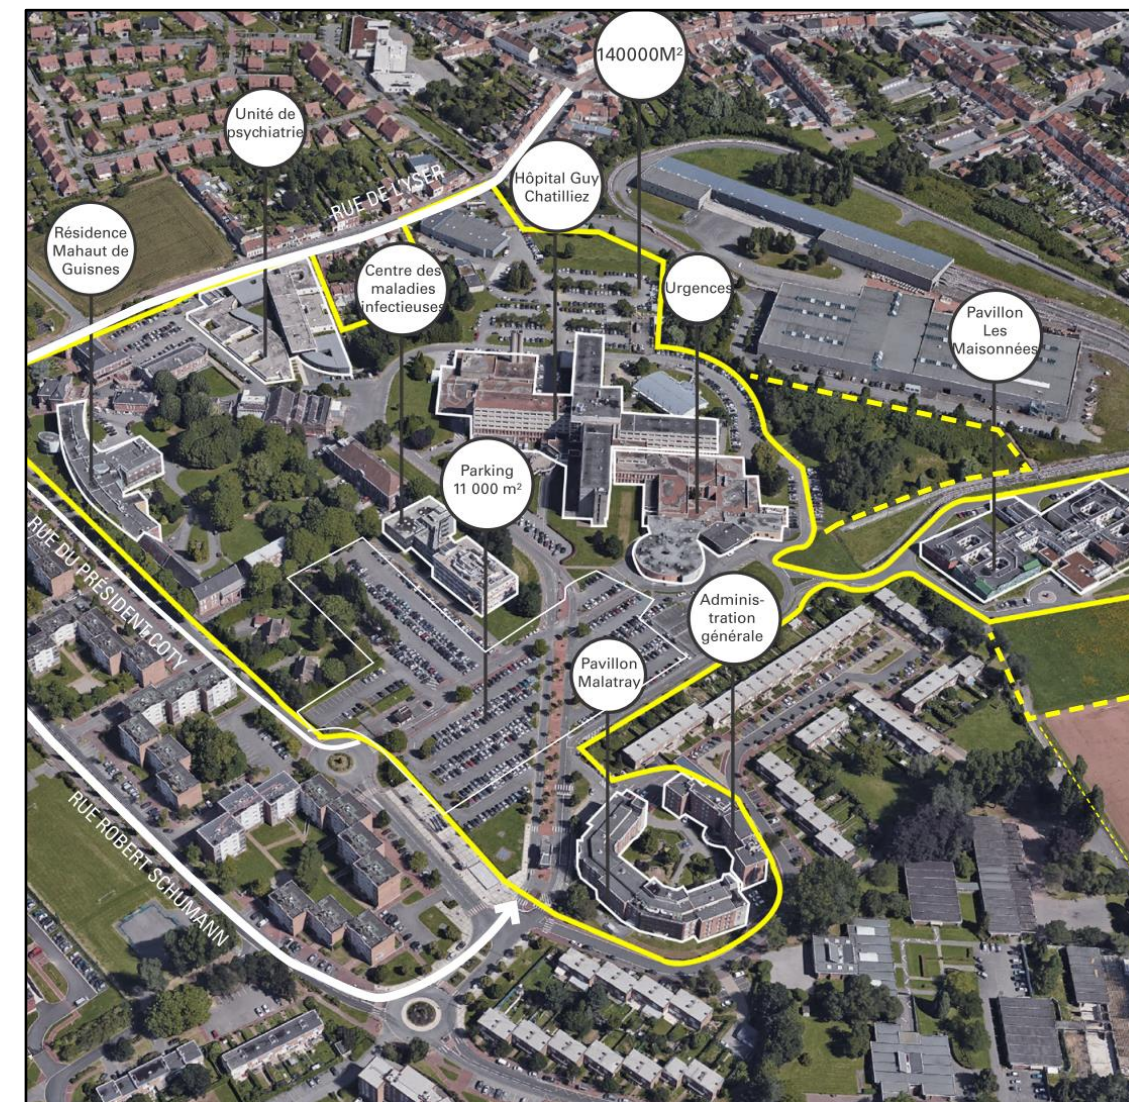 140000M²
Unité de
psychiatrie
Hôpital Guy
Chatilliez
RUE DE LYSER
Résidence
Mahaut de
Guisnes
Centre des
maladies
infectieuses
Urgences
Pavillon
Les
Maisonnées
Parking
11 000 m²
RUE DU PRÉSIDENT COTY
Adminis-
tration
générale
Pavillon
Malatray
RUE ROBERT SCHUMANN